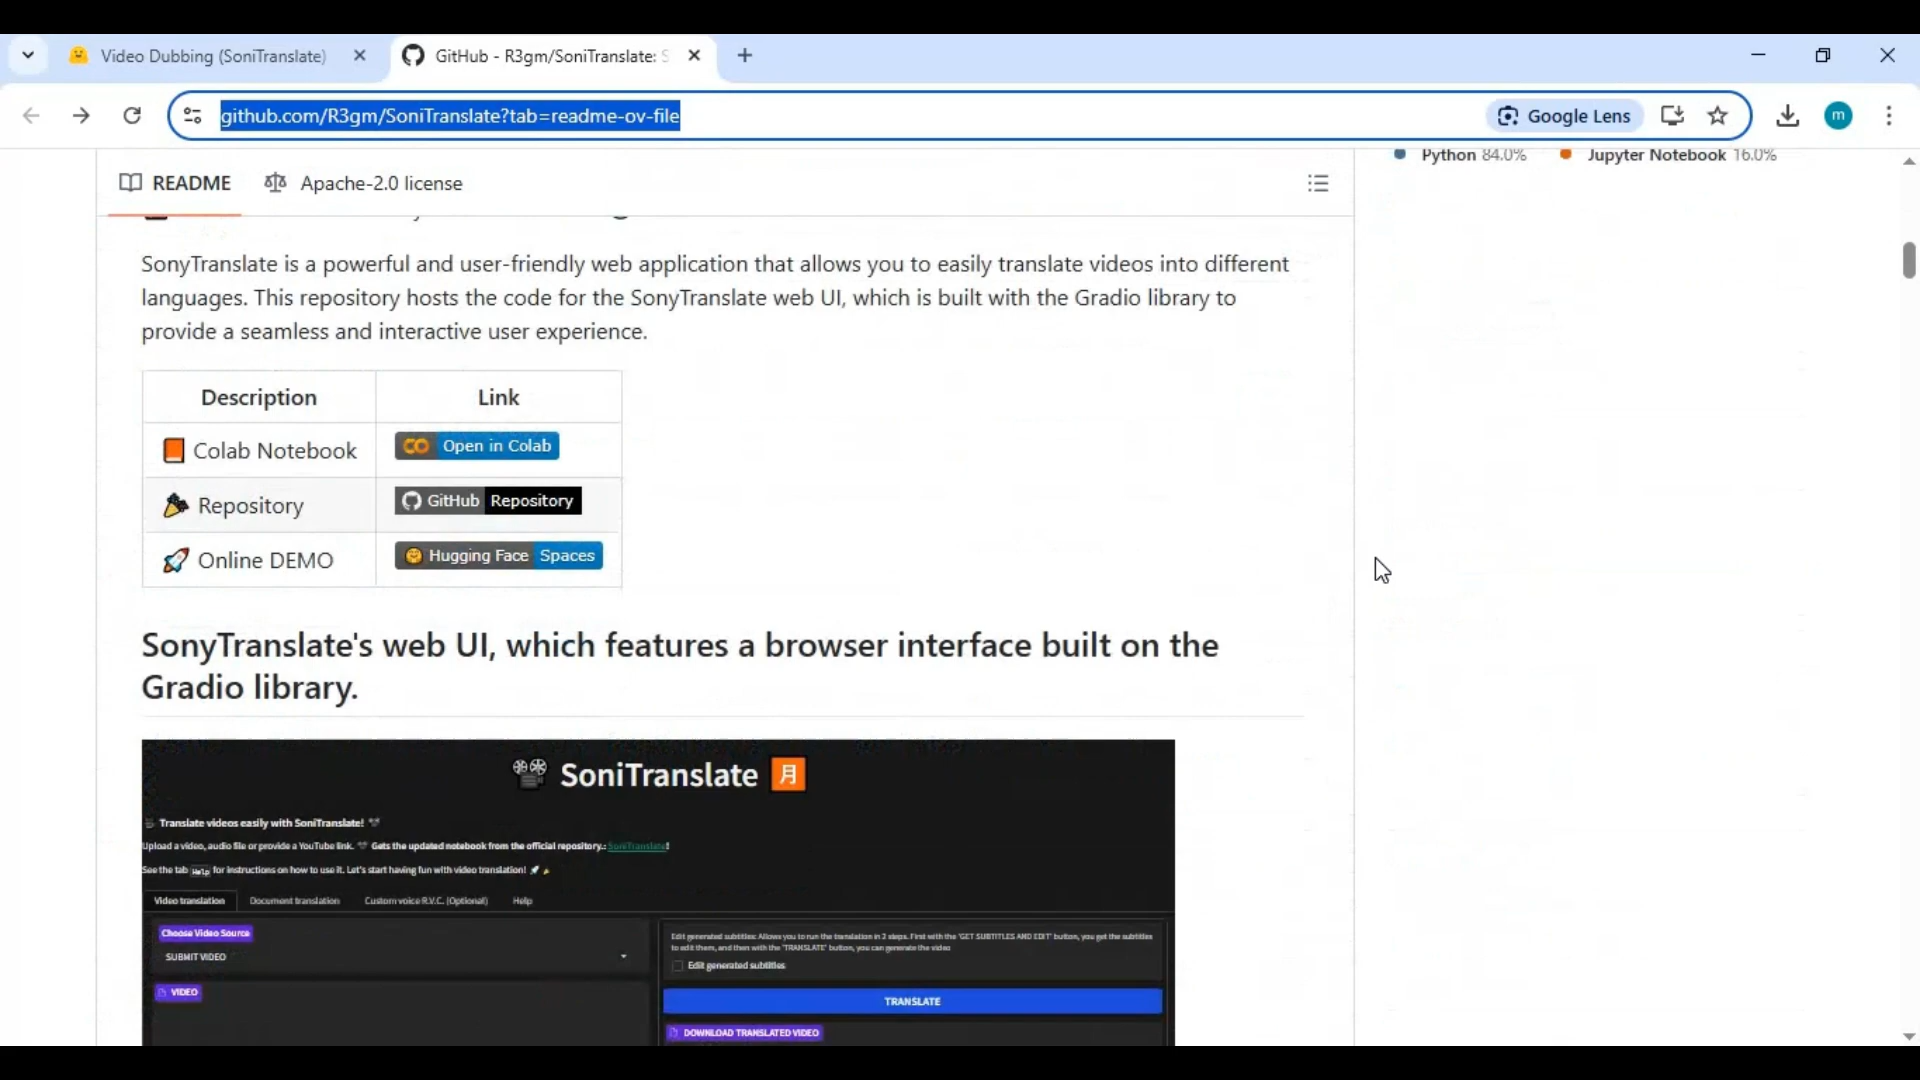 Video Dubbing (SoniTranslate)
GitHub - R3gm/SoniTranslate: S
github.com/R3gm/SoniTranslate?tab=readme-ov-file
Google Lens
m
Python 84.0%
Jupyter Notebook 16.0%
README
Apache-2.0 license
SonyTranslate is a powerful and user-friendly web application that allows you to easily translate videos into different
languages. This repository hosts the code for the SonyTranslate web UI, which is built with the Gradio library to
provide a seamless and interactive user experience.
Description
Link
Colab Notebook
CO Open in Colab
Repository
GitHub Repository
Online DEMO
Hugging Face Spaces
SonyTranslate's web UI, which features a browser interface built on the
Gradio library.
SoniTranslate 月
Translate videos easily with SoniTranslate!
Upload a video, audio file or provide a YouTube link. Gets the updated notebook from the official repository.: SoniTranslate!
See the tab Help for instructions on how to use it. Let's start having fun with video translation!
Video translation
Document translation
Custom voice R.V.C. (Optional)
Help
Choose Video Source
SUBMIT VIDEO
VIDEO
Edit generated subtitles: Allows you to run the translation in 2 steps. First with the 'GET SUBTITLES AND EDIT' button, you get the subtitles
to edit them, and then with the 'TRANSLATE' button, you can generate the video
Edit generated subtitles
TRANSLATE
DOWNLOAD TRANSLATED VIDEO